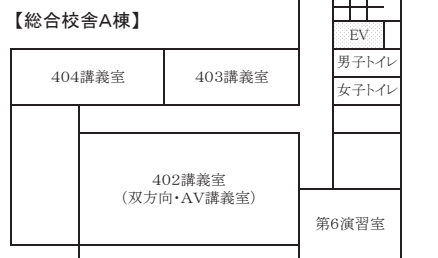 【総合校舎A棟】
EV
404講義室
403講義室
男子トイレ
女子トイレ
402講義室
（双方向・AV講義室）
第6演習室